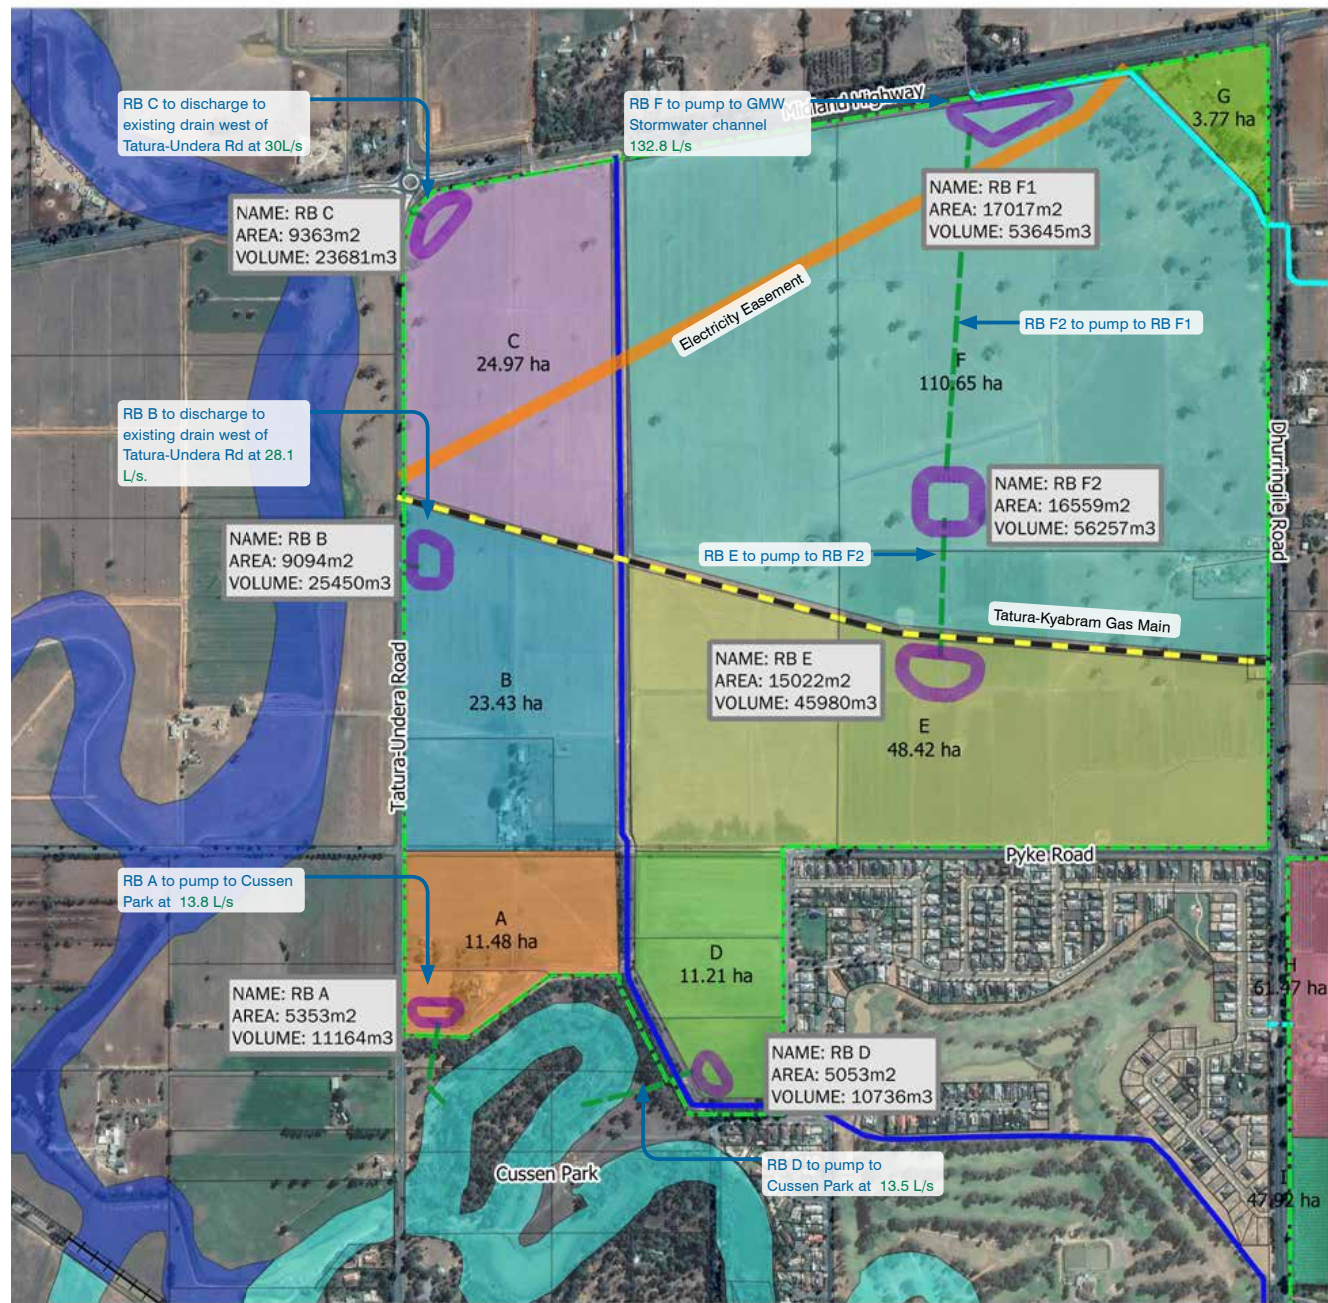 RB C to discharge to
existing drain west of
Tatura-Undera Rd at 30L/s
RB F to pump to GMW
Stormwater channel
132.8 L/s
Midland Highway
G
3.77 ha
NAME: RB C
AREA: 9363m2
VOLUME: 23681m3
NAME: RB F1
AREA: 17017m2
VOLUME: 53645m3
Electricity Easement
RB F2 to pump to RB F1
C
24.97 ha
F
110.65 ha
RB B to discharge to
existing drain west of
Tatura-Undera Rd at 28.1
L/s.
Dhurringile Road
NAME: RB F2
AREA: 16559m2
VOLUME: 56257m3
NAME: RB B
AREA: 9094m2
VOLUME: 25450m3
RB E to pump to RB F2
Tatura-Kyabram Gas Main
Tatura-Undera Road
NAME: RB E
AREA: 15022m2
VOLUME: 45980m3
B
23.43 ha
E
48.42 ha
Pyke Road
RB A to pump to Cussen
Park at 13.8 L/s
A
11.48 ha
D
11.21 ha
H
61.47 ha
NAME: RB A
AREA: 5353m2
VOLUME: 11164m3
NAME: RB D
AREA: 5053m2
VOLUME: 10736m3
Cussen Park
RB D to pump to
Cussen Park at 13.5 L/s
I
47.92 ha